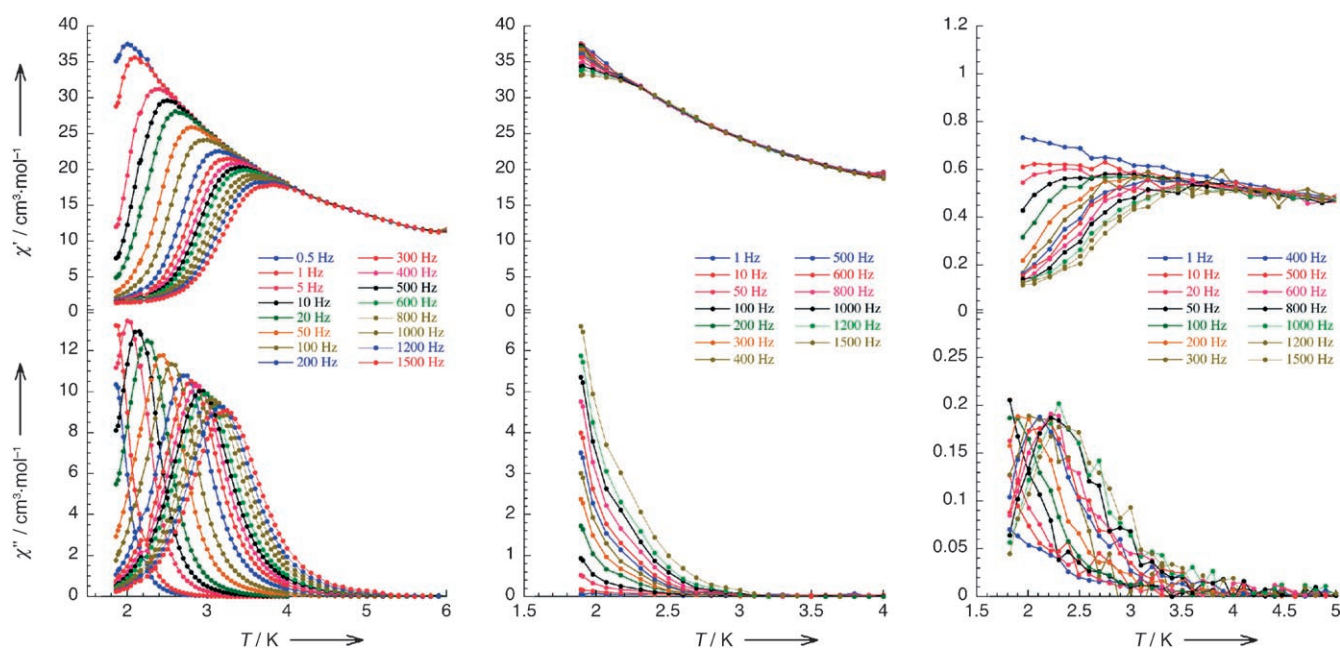 40
35
30
25
20
15
10
5
0
12
10
8
6
4
2
0
χ' / cm³·mol⁻¹
χ'' / cm³·mol⁻¹
0.5 Hz 300 Hz
1 Hz 400 Hz
5 Hz 500 Hz
10 Hz 600 Hz
20 Hz 800 Hz
50 Hz 1000 Hz
100 Hz 1200 Hz
200 Hz 1500 Hz
2 3 4 5 6
T / K
40
35
30
25
20
15
10
5
0
6
5
4
3
2
1
0
1 Hz 500 Hz
10 Hz 600 Hz
50 Hz 800 Hz
100 Hz 1000 Hz
200 Hz 1200 Hz
300 Hz 1500 Hz
400 Hz
1.5 2 2.5 3 3.5 4
T / K
1.2
1
0.8
0.6
0.4
0.2
0
0.25
0.2
0.15
0.1
0.05
0
1 Hz 400 Hz
10 Hz 500 Hz
20 Hz 600 Hz
50 Hz 800 Hz
100 Hz 1000 Hz
200 Hz 1200 Hz
300 Hz 1500 Hz
1.5 2 2.5 3 3.5 4 4.5 5
T / K